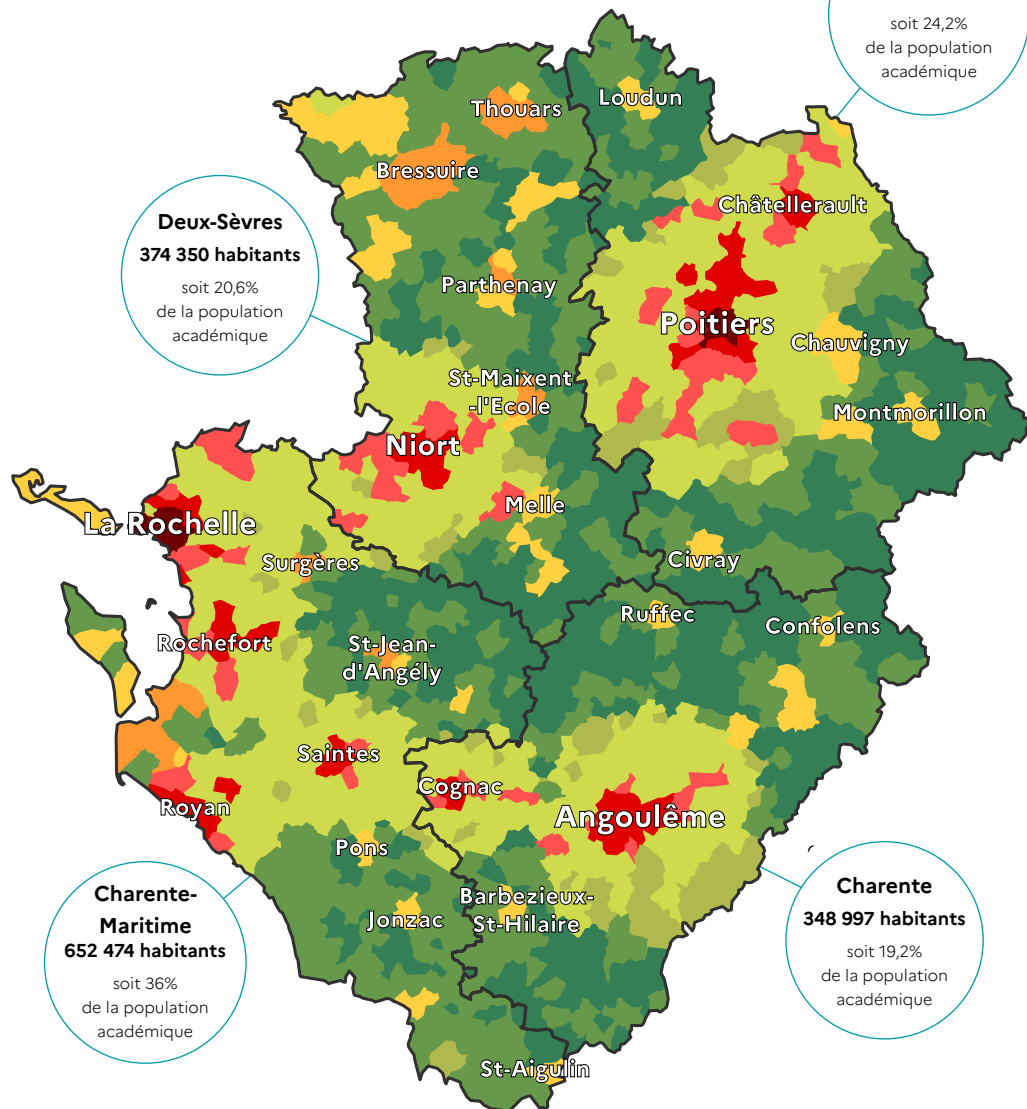 soit 24,2%
de la population
académique
Loudun
Thouars
Bressuire
Châtellerault
Deux-Sèvres
374 350 habitants
soit 20,6%
de la population
académique
Parthenay
Poitiers
Chauvigny
St-Maixent
-l'Ecole
Montmorillon
Niort
Melle
La Rochelle
Surgères
Civray
Ruffec
Confolens
Rochefort
St-Jean-
d'Angély
Saintes
Cognac
Royan
Angoulême
Pons
Charente-
Maritime
652 474 habitants
soit 36%
de la population
académique
Jonzac
Barbezieux-
St-Hilaire
Charente
348 997 habitants
soit 19,2%
de la population
académique
St-Aigulin